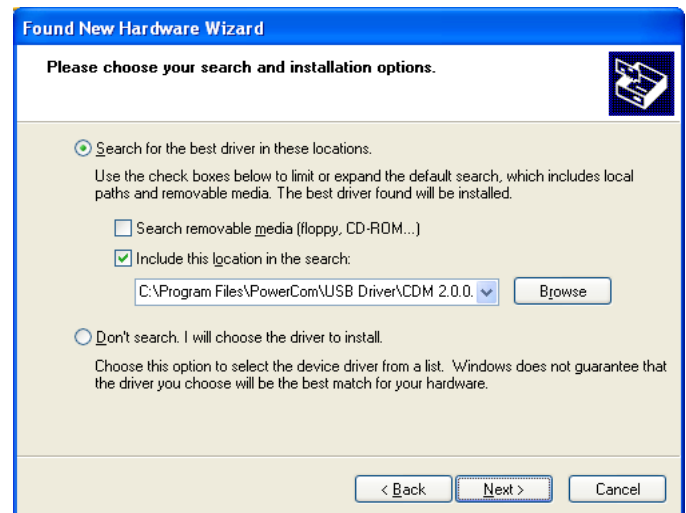 Found New Hardware Wizard
Please choose your search and installation options.
Search for the best driver in these locations.
Use the check boxes below to limit or expand the default search, which includes local
paths and removable media. The best driver found will be installed.
Search removable media (floppy, CD-ROM...)
Include this location in the search:
C:\Program Files\PowerCom\USB Driver\CDM 2.0.0.
Browse
Don't search. I will choose the driver to install.
Choose this option to select the device driver from a list. Windows does not guarantee that
the driver you choose will be the best match for your hardware.
< Back
Next >
Cancel